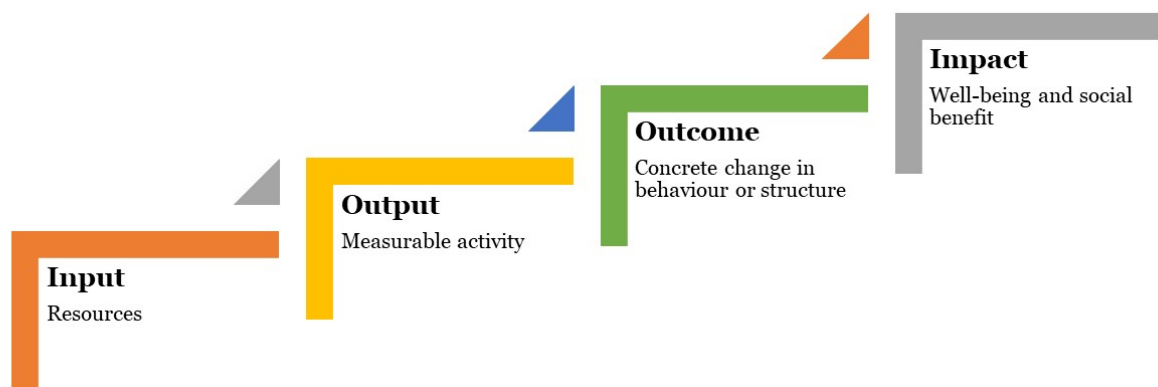 Input
Resources
Output
Measurable activity
Outcome
Concrete change in
behaviour or structure
Impact
Well-being and social
benefit